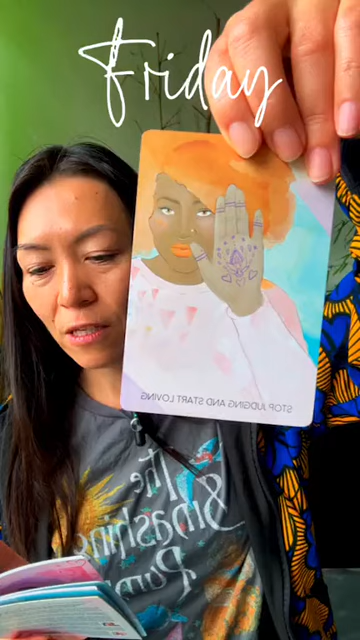 Friday
STOP JUDGING AND START LOVING
The
Smashing
Pum